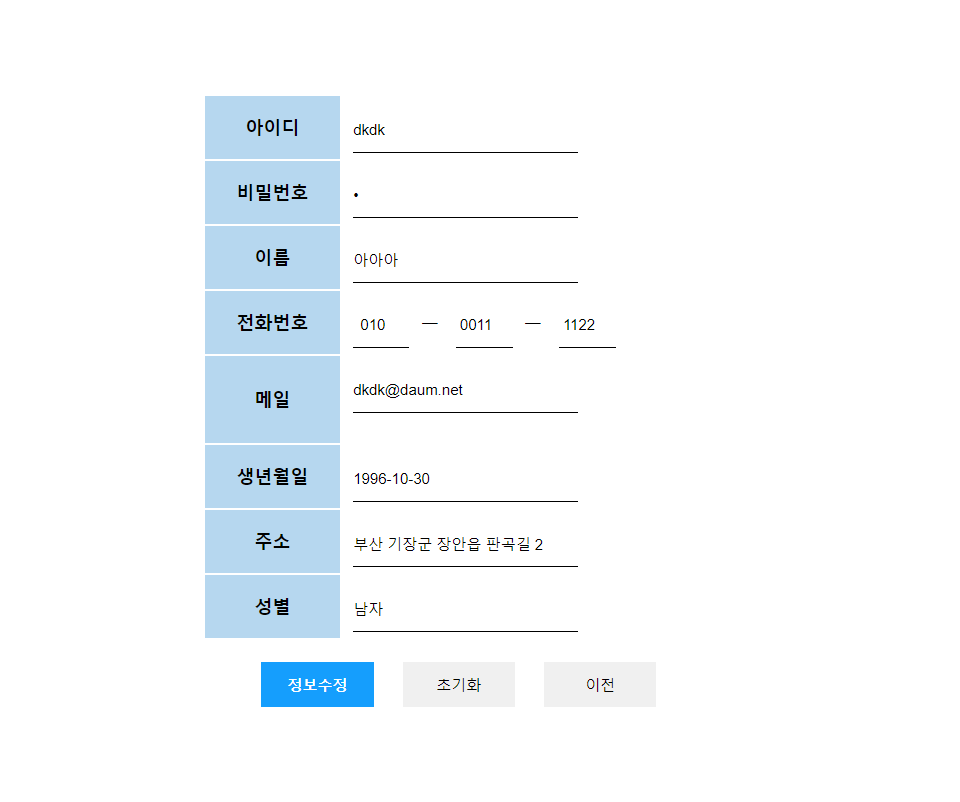 아이디 dkdk
비밀번호 •
이름 아아아
전화번호 010 — 0011 — 1122
메일 dkdk@daum.net
생년월일 1996-10-30
주소 부산 기장군 장안읍 판곡길 2
성별 남자
정보수정 초기화 이전